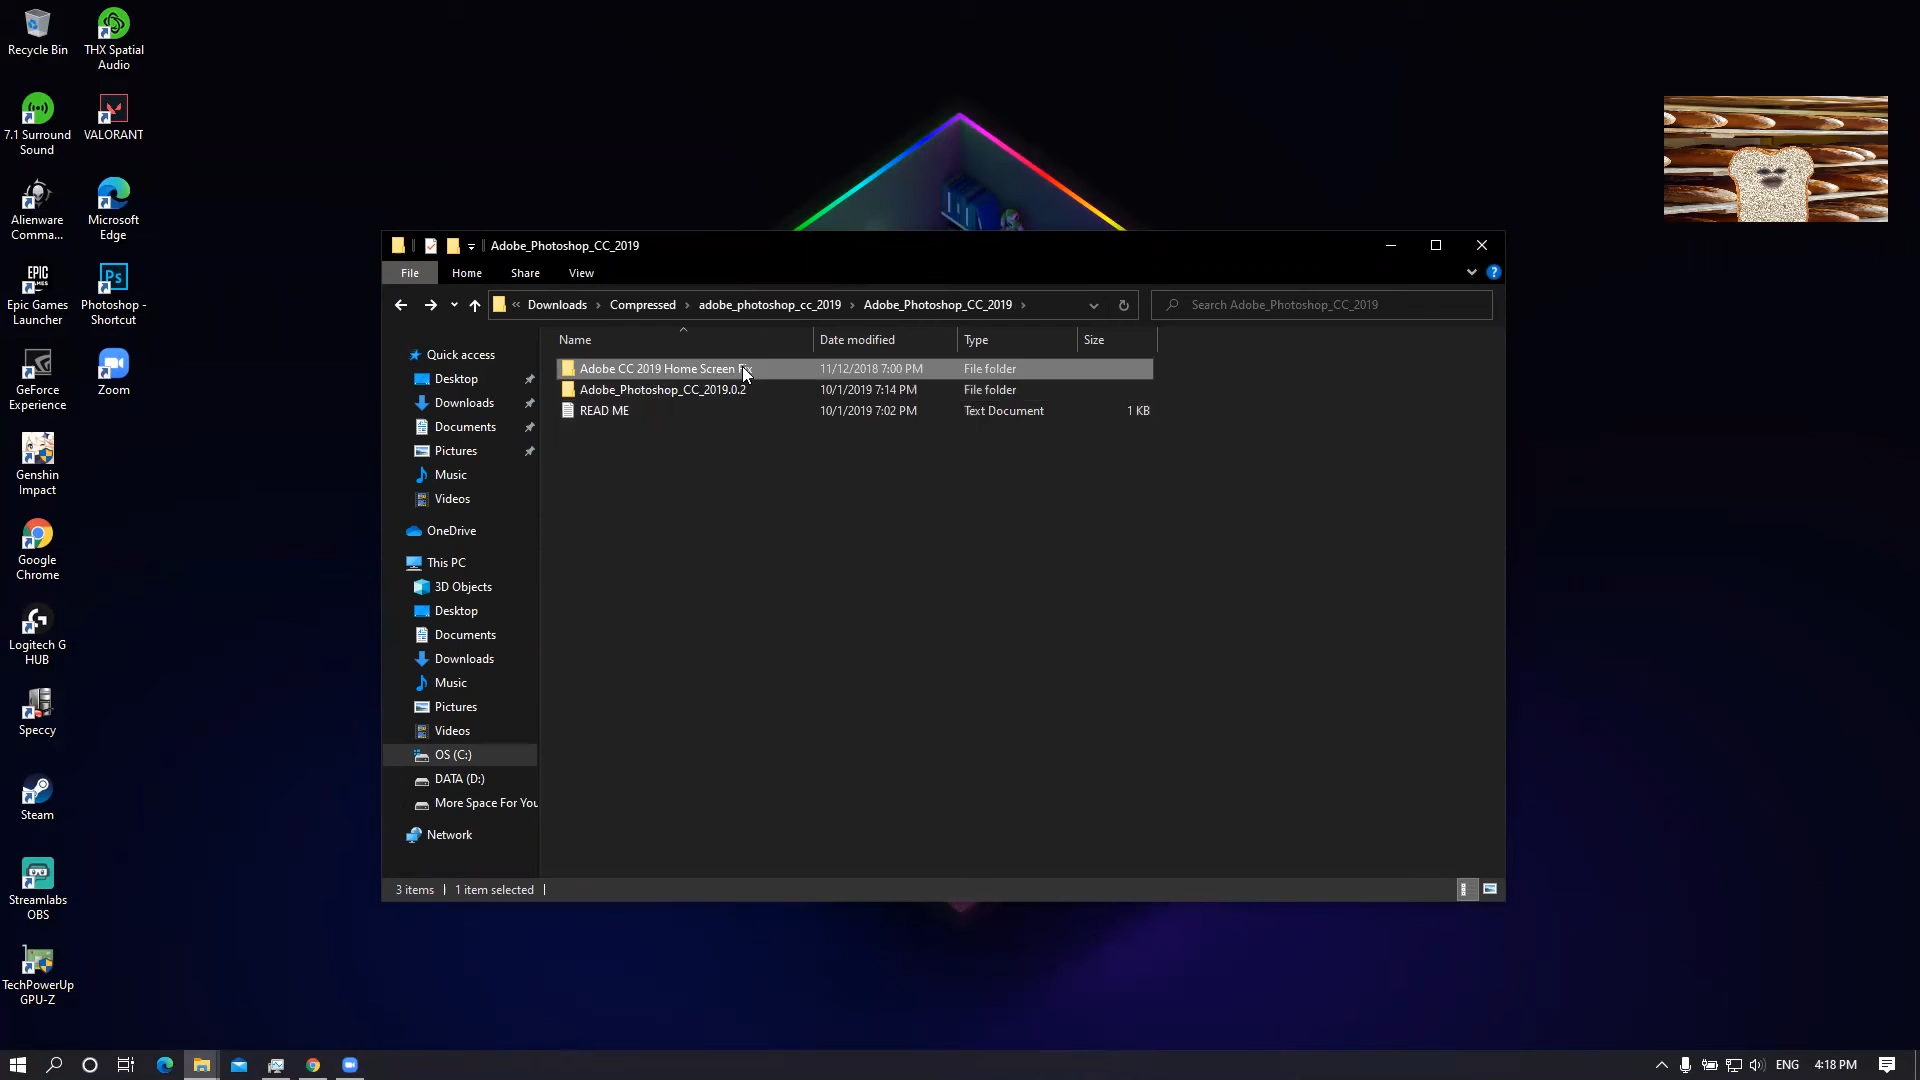 Recycle Bin
THX Spatial
Audio
7.1 Surround
Sound
VALORANT
Alienware
Comma...
Microsoft
Edge
EPIC
GAMES
Epic Games
Launcher
Ps
Photoshop -
Shortcut
GeForce
Experience
Zoom
Genshin
Impact
Google
Chrome
Logitech G
HUB
Speccy
Steam
Streamlabs
OBS
TechPowerUp
GPU-Z
Adobe_Photoshop_CC_2019
File Home Share View ?
« Downloads › Compressed › adobe_photoshop_cc_2019 › Adobe_Photoshop_CC_2019 › Search Adobe_Photoshop_CC_2019
Name Date modified Type Size
Adobe CC 2019 Home Screen Fix 11/12/2018 7:00 PM File folder
Adobe_Photoshop_CC_2019.0.2 10/1/2019 7:14 PM File folder
READ ME 10/1/2019 7:02 PM Text Document 1 KB
Quick access
Desktop
Downloads
Documents
Pictures
Music
Videos
OneDrive
This PC
3D Objects
Desktop
Documents
Downloads
Music
Pictures
Videos
OS (C:)
DATA (D:)
More Space For You
Network
3 items 1 item selected
ENG 4:18 PM